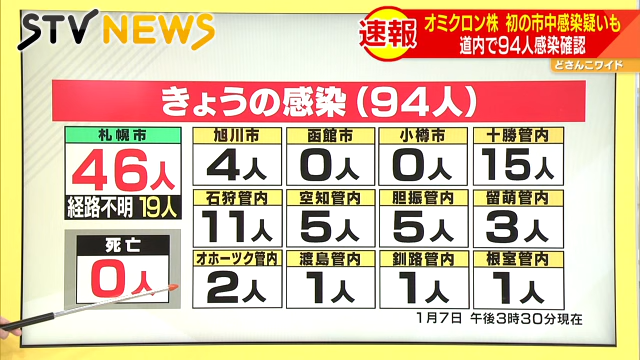 STV NEWS
速報
オミクロン株 初の市中感染疑いも
道内で94人感染確認
どさんこワイド
きょうの感染(94人)
札幌市
46人
経路不明 19人
死亡
0人
旭川市
4人
函館市
0人
小樽市
0人
十勝管内
15人
石狩管内
11人
空知管内
5人
胆振管内
5人
留萌管内
3人
オホーツク管内
2人
渡島管内
1人
釧路管内
1人
根室管内
1人
1月7日 午後3時30分現在